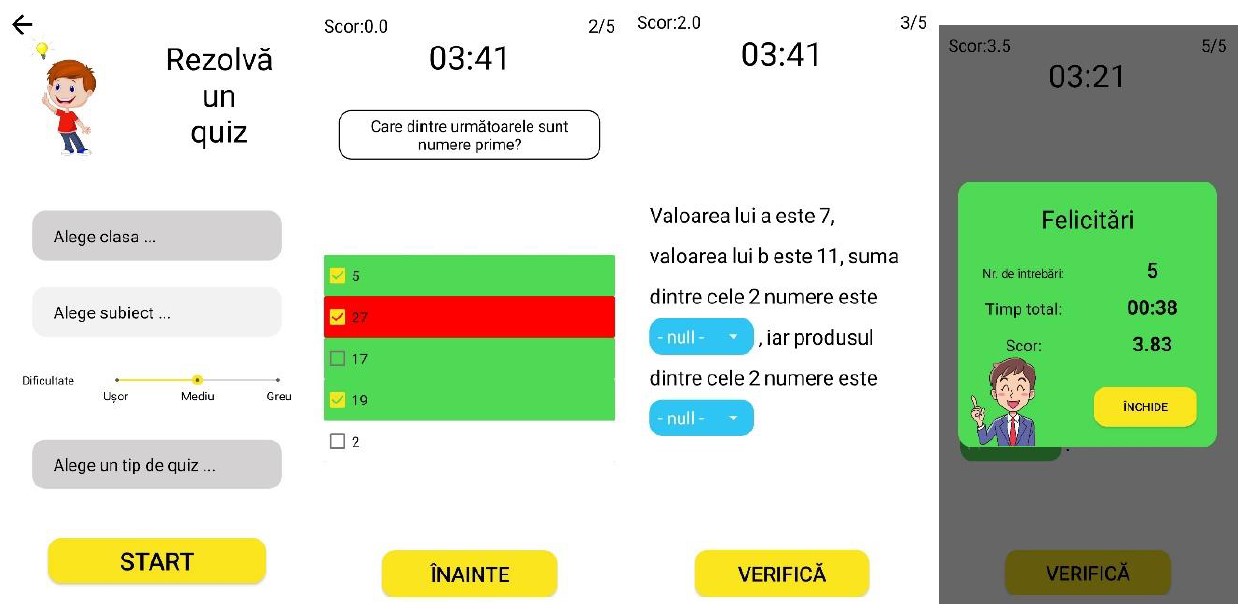 Rezolvă
un
quiz
Alege clasa ...
Alege subiect ...
Dificultate
Ușor Mediu Greu
Alege un tip de quiz ...
START
Scor:0.0 2/5
03:41
Care dintre următoarele sunt
numere prime?
5
27
17
19
2
ÎNAINTE
Scor:2.0 3/5
03:41
Valoarea lui a este 7,
valoarea lui b este 11, suma
dintre cele 2 numere este
- null - , iar produsul
dintre cele 2 numere este
- null -
VERIFICĂ
Scor:3.5 5/5
03:21
Felicitări
Nr. de intrebări: 5
Timp total: 00:38
Scor: 3.83
ÎNCHIDE
.
VERIFICĂ